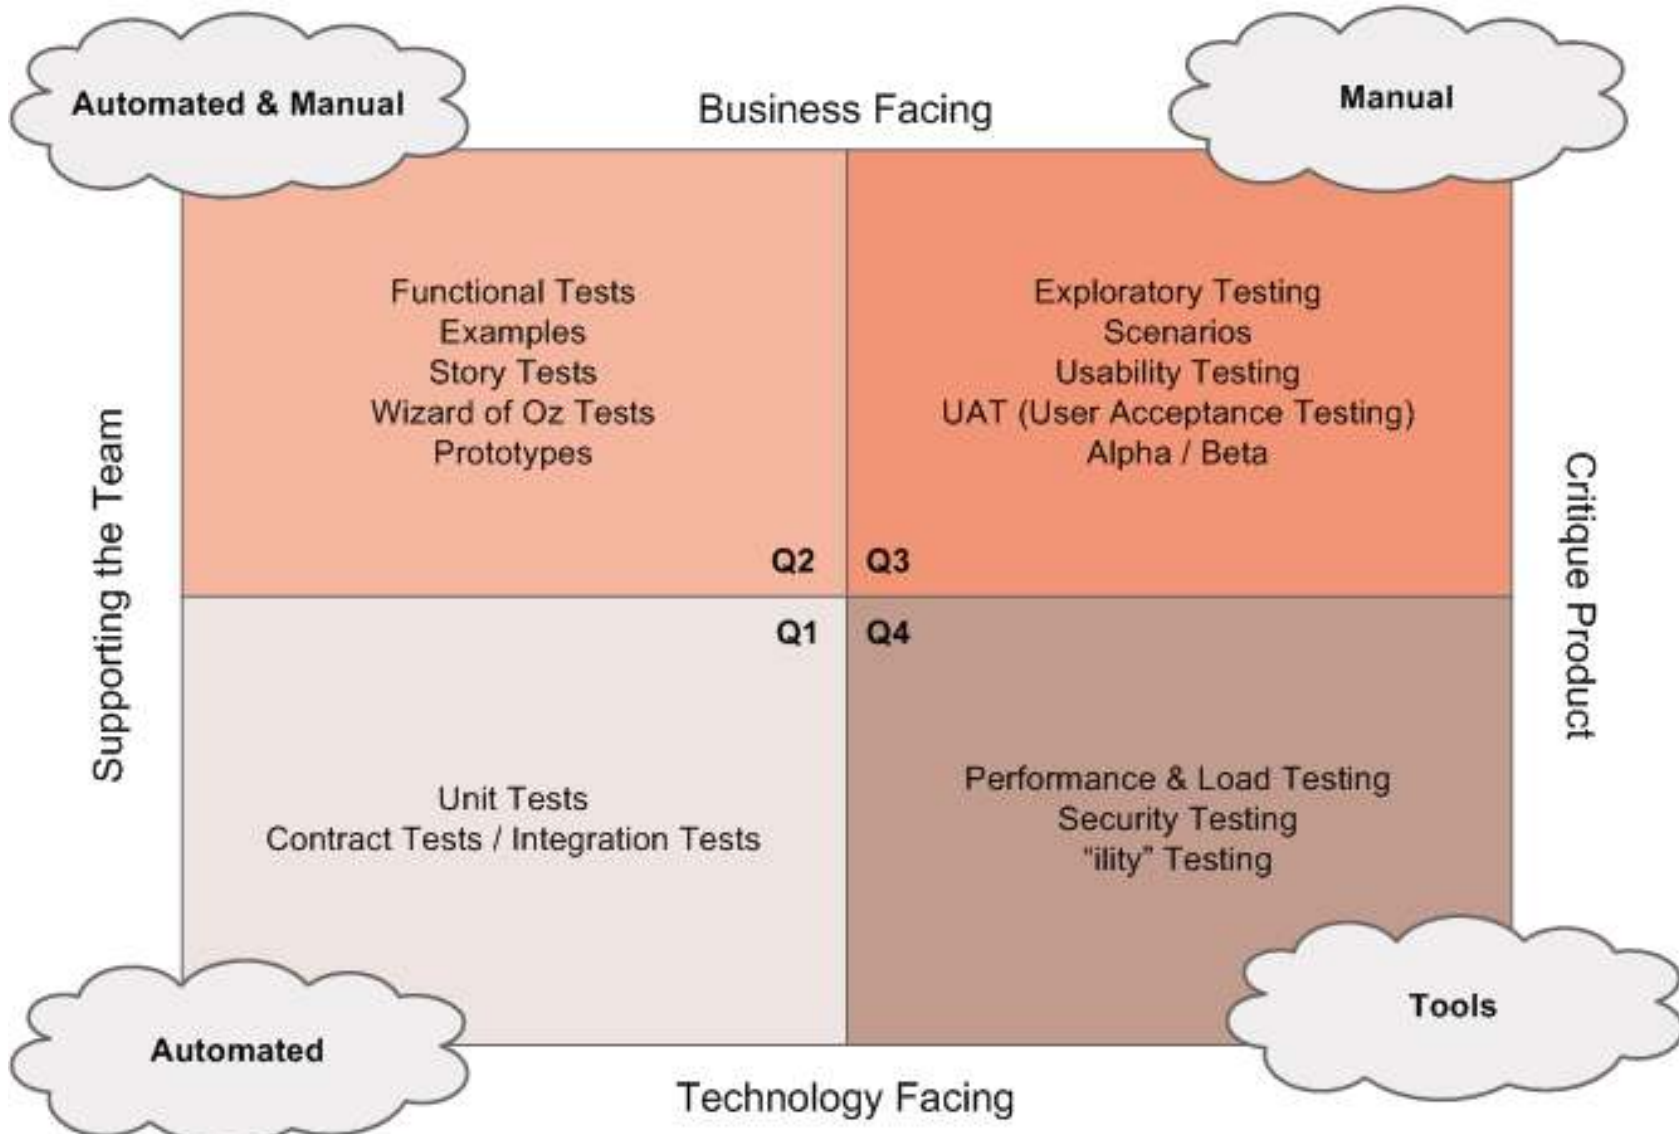 Automated & Manual
Business Facing
Manual
Functional Tests
Examples
Story Tests
Wizard of Oz Tests
Prototypes
Q2
Exploratory Testing
Scenarios
Usability Testing
UAT (User Acceptance Testing)
Alpha / Beta
Q3
Supporting the Team
Critique Product
Q1
Unit Tests
Contract Tests / Integration Tests
Q4
Performance & Load Testing
Security Testing
“ility” Testing
Automated
Technology Facing
Tools